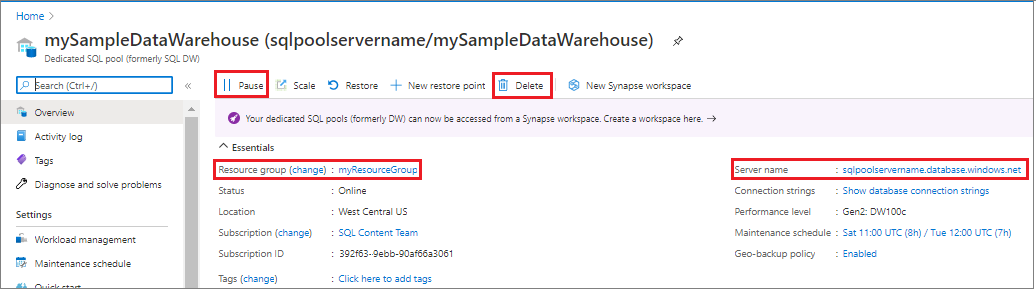 Home >
mySampleDataWarehouse (sqlpoolservername/mySampleDataWarehouse)
Dedicated SQL pool (formerly SQL DW)
Search (Ctrl+/)
«
Pause
Scale
Restore
New restore point
Delete
New Synapse workspace
Overview
Activity log
Tags
Diagnose and solve problems
Settings
Workload management
Maintenance schedule
Quick start
Your dedicated SQL pools (formerly DW) can now be accessed from a Synapse workspace. Create a workspace here. →
Essentials
Resource group (change) : myResourceGroup
Status : Online
Location : West Central US
Subscription (change) : SQL Content Team
Subscription ID : 392f63-9ebb-90af66a3061
Tags (change) : Click here to add tags
Server name : sqlpoolservername.database.windows.net
Connection strings : Show database connection strings
Performance level : Gen2: DW100c
Maintenance schedule : Sat 11:00 UTC (8h) / Tue 12:00 UTC (7h)
Geo-backup policy : Enabled